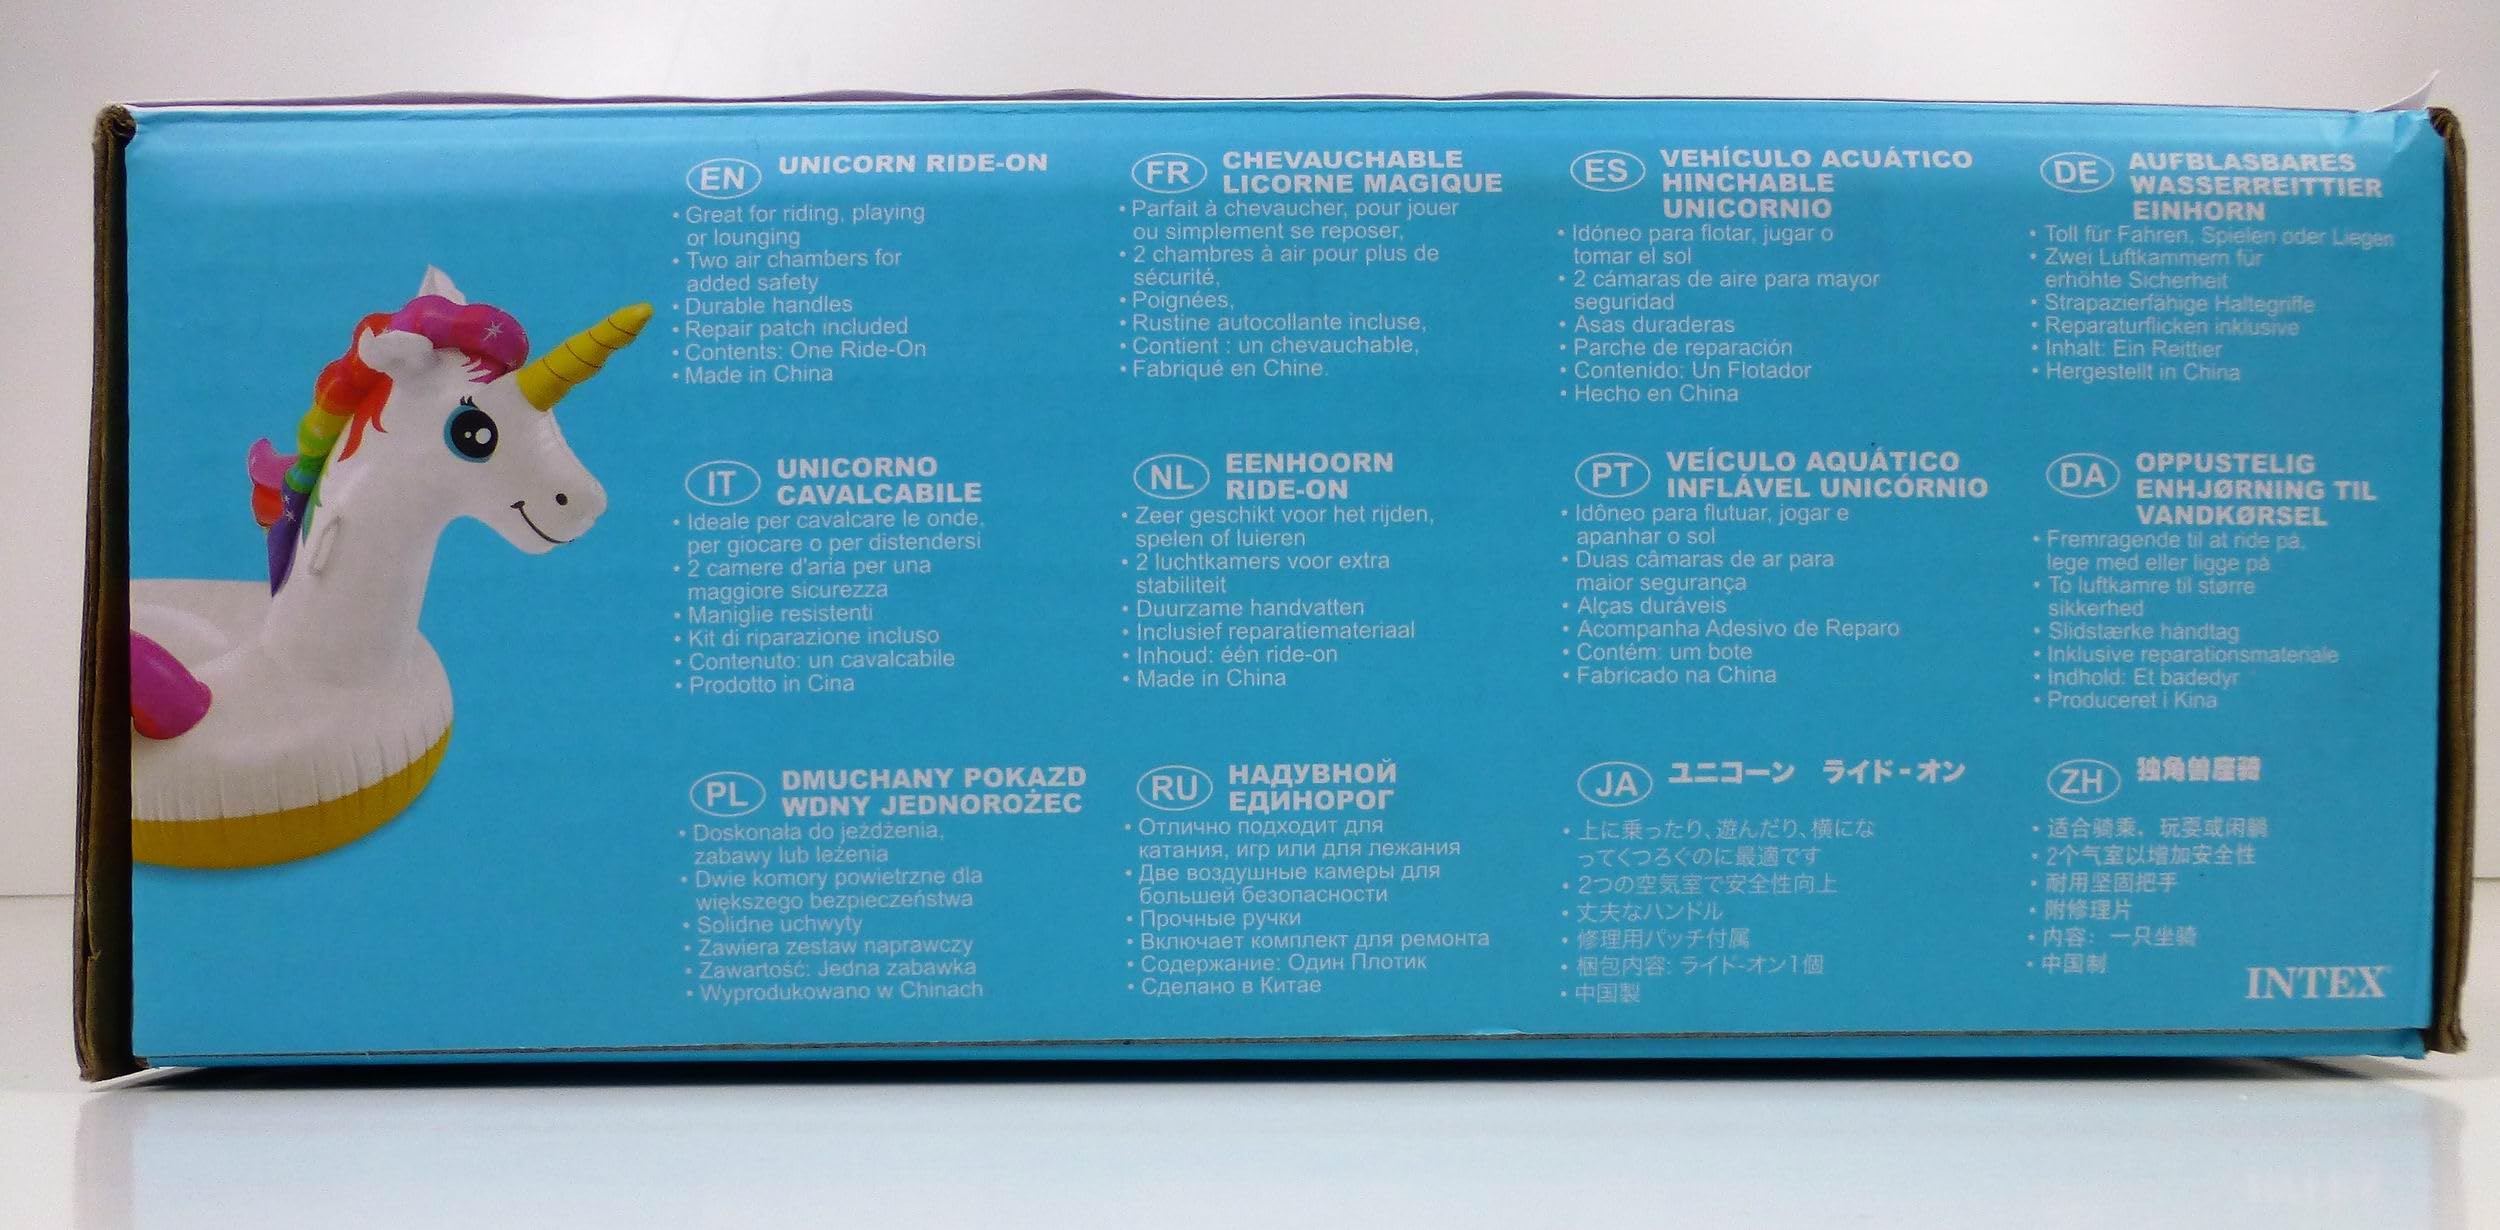 EN
UNICORN RIDE-ON
• Great for riding, playing
or lounging
• Two air chambers for
added safety
• Durable handles
• Repair patch included
• Contents: One Ride-On
• Made in China
FR
CHEVAUCHABLE
LICORNE MAGIQUE
• Parfait à chevaucher, pour jouer
ou simplement se reposer,
• 2 chambres à air pour plus de
sécurité,
• Poignées,
• Rustine autocollante incluse,
• Contient : un chevauchable,
• Fabriqué en Chine.
ES
VEHÍCULO ACUÁTICO
HINCHABLE
UNICORNIO
• Idóneo para flotar, jugar o
tomar el sol
• 2 cámaras de aire para mayor
seguridad
• Asas duraderas
• Parche de reparación
• Contenido: Un Flotador
• Hecho en China
DE
AUFBLASBARES
WASSERREITTIER
EINHORN
• Toll für Fahren, Spielen oder Liegen
• Zwei Luftkammern für
erhöhte Sicherheit
• Strapazierfähige Haltegriffe
• Reparaturflicken inklusive
• Inhalt: Ein Reittier
• Hergestellt in China
IT
UNICORNO
CAVALCABILE
• Ideale per cavalcare le onde,
per giocare o per distendersi
• 2 camere d'aria per una
maggiore sicurezza
• Maniglie resistenti
• Kit di riparazione incluso
• Contenuto: un cavalcabile
• Prodotto in Cina
NL
EENHOORN
RIDE-ON
• Zeer geschikt voor het rijden,
spelen of luieren
• 2 luchtkamers voor extra
stabiliteit
• Duurzame handvatten
• Inclusief reparatiemateriaal
• Inhoud: één ride-on
• Made in China
PT
VEÍCULO AQUÁTICO
INFLÁVEL UNICÓRNIO
• Idôneo para flutuar, jogar e
apanhar o sol
• Duas câmaras de ar para
maior segurança
• Alças duráveis
• Acompanha Adesivo de Reparo
• Contém: um bote
• Fabricado na China
DA
OPPUSTELIG
ENHJØRNING TIL
VANDKØRSEL
• Fremragende til at ride på,
lege med eller ligge på
• To luftkamre til større
sikkerhed
• Slidstærke håndtag
• Inklusive reparationsmateriale
• Indhold: Et badedyr
• Produceret i Kina
PL
DMUCHANY POKAZD
WDNY JEDNOROŻEC
• Doskonała do jeżdżenia,
zabawy lub leżenia
• Dwie komory powietrzne dla
większego bezpieczeństwa
• Solidne uchwyty
• Zawiera zestaw naprawczy
• Zawartość: Jedna zabawka
• Wyprodukowano w Chinach
RU
НАДУВНОЙ
ЕДИНОРОГ
• Отлично подходит для
катания, игр или для лежания
• Две воздушные камеры для
большей безопасности
• Прочные ручки
• Включает комплект для ремонта
• Содержание: Один Плотик
• Сделано в Китае
JA
ユニコーン ライド-オン
• 上に乗ったり、遊んだり、横にな
ってくつろぐのに最適です
• 2つの空気室で安全性向上
• 丈夫なハンドル
• 修理用パッチ付属
• 梱包内容: ライド-オン1個
• 中国製
ZH
独角兽座骑
• 适合骑乘，玩耍或闲躺
• 2个气室以增加安全性
• 耐用坚固把手
• 附修理片
• 内容：一只坐骑
• 中国制
INTEX